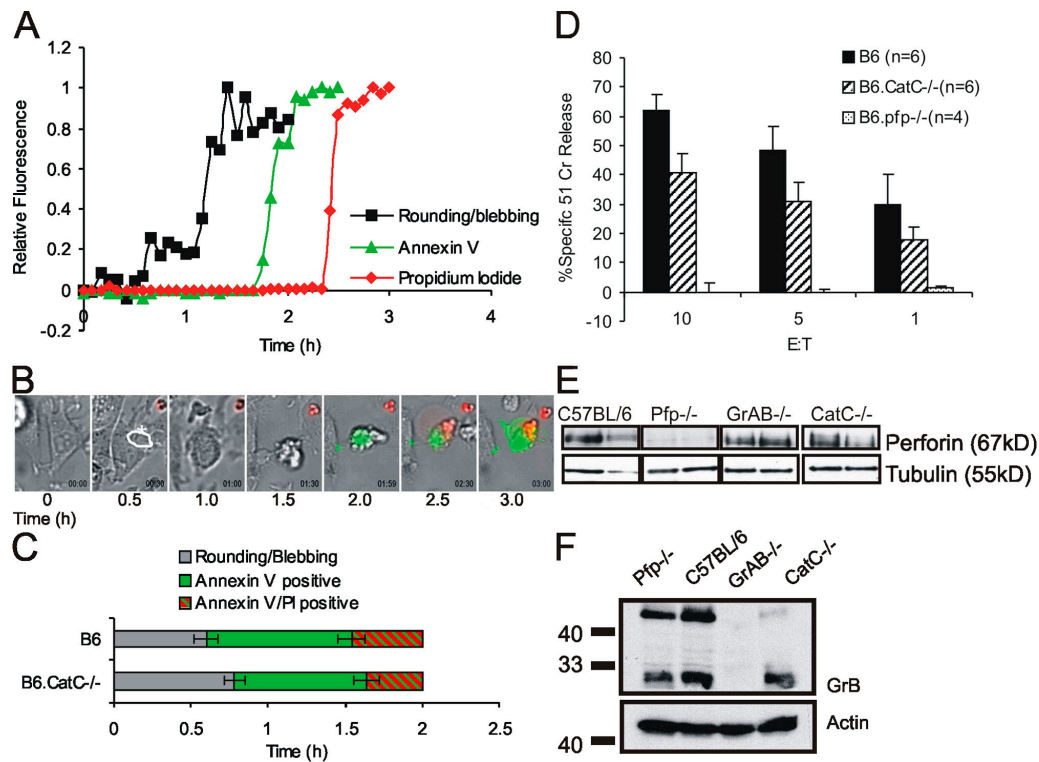 A
1.2
1
0.8
0.6
0.4
0.2
0
-0.2
Relative Fluorescence
Rounding/blebbing
Annexin V
Propidium Iodide
0 1 2 3 4
Time (h)
B
00:00 00:30 01:00 01:30 01:59 02:30 03:00
0 0.5 1.0 1.5 2.0 2.5 3.0
Time (h)
C
Rounding/Blebbing
Annexin V positive
Annexin V/PI positive
B6
B6.CatC-/-
0 0.5 1 1.5 2 2.5
Time (h)
D
80
70
60
50
40
30
20
10
0
-10
%Specifc 51 Cr Release
B6 (n=6)
B6.CatC-/-(n=6)
B6.pfp-/-(n=4)
10 5 1
E:T
E
C57BL/6 Pfp-/- GrAB-/- CatC-/-
Perforin (67kD)
Tubulin (55kD)
F
Pfp-/- C57BL/6 GrAB-/- CatC-/-
40
33
GrB
Actin
40